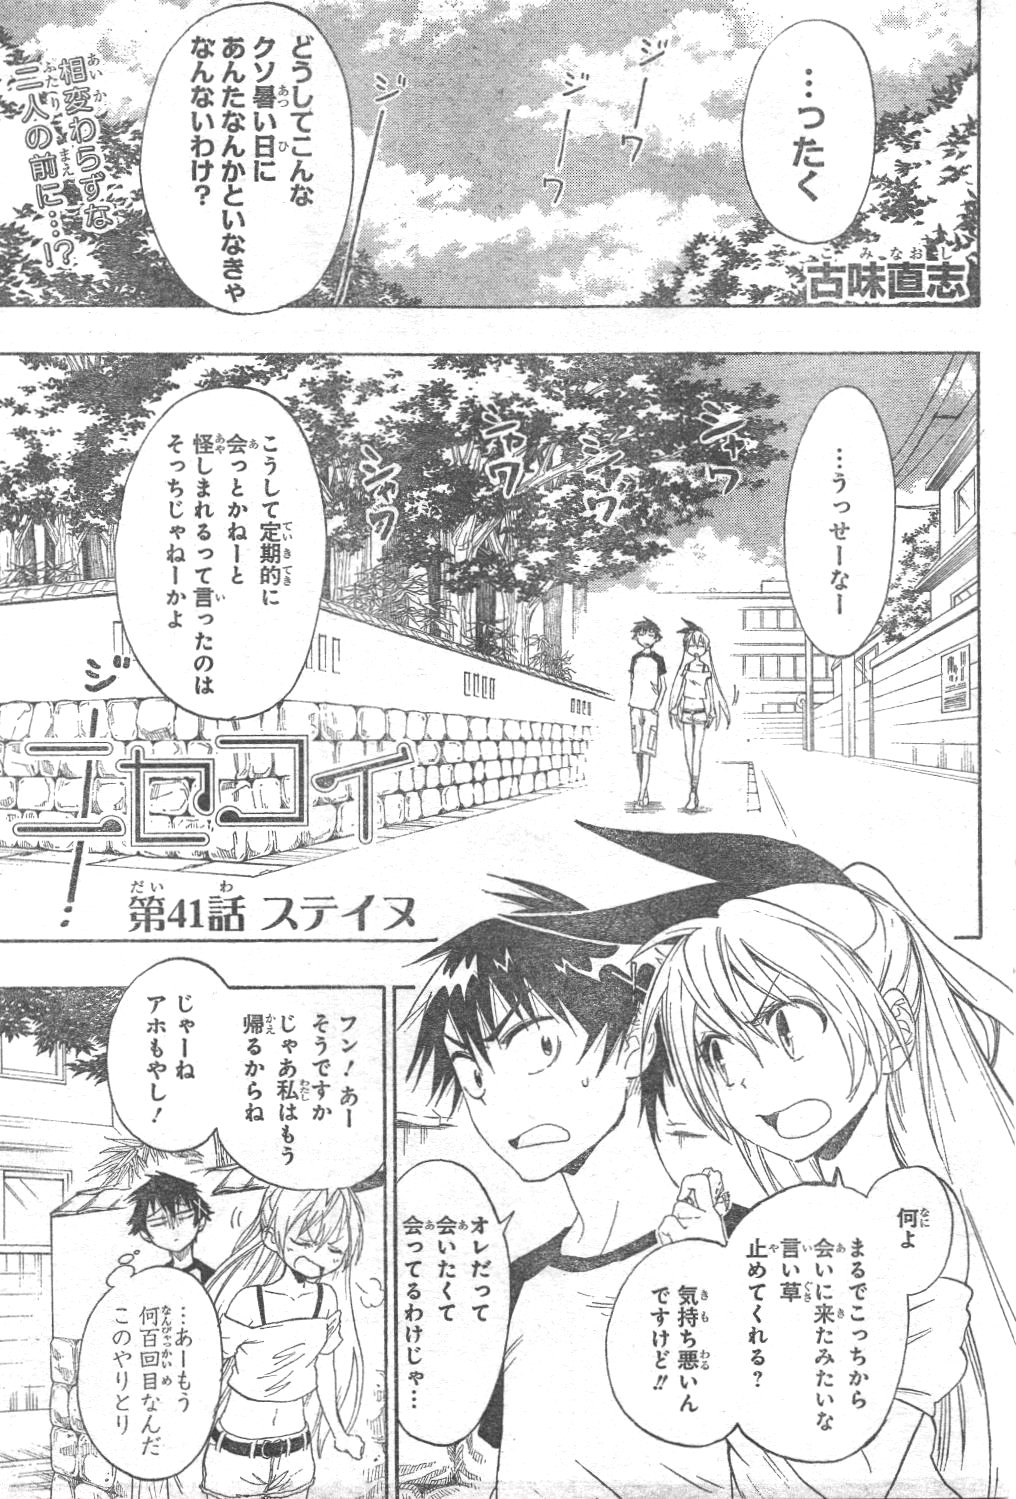 …ったく
ジ
ワ
ジ
ワ
どうしてこんな
クソ暑い日に
あんたなんかといなきゃ
なんないわけ?
相変わらずな
二人の前に…!?
古味直志
こみなおし
…うっせーなー
シャワ
シャワ
シャワ
シャワ
こうして定期的に
会っとかねーと
怪しまれるって言ったのは
そっちじゃねーかよ
ジ
ニセコイ
第41話 ステイヌ
何よ
まるでこっちから
会いに来たみたいな
言い草
止めてくれる?
気持ち悪いん
ですけど!!
オレだって
会いたくて
会ってるわけじゃ…
フン!あー
そうですか
じゃあ私はもう
帰るからね
じゃーね
アホもやし!
…あーもう
何百回目なんだ
このやりとり